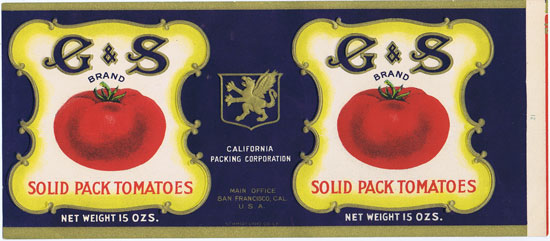 G & S
BRAND
SOLID PACK TOMATOES
NET WEIGHT 15 OZS.
CALIFORNIA
PACKING CORPORATION
MAIN OFFICE
SAN FRANCISCO, CAL.
U.S.A.
G & S
BRAND
SOLID PACK TOMATOES
NET WEIGHT 15 OZS.